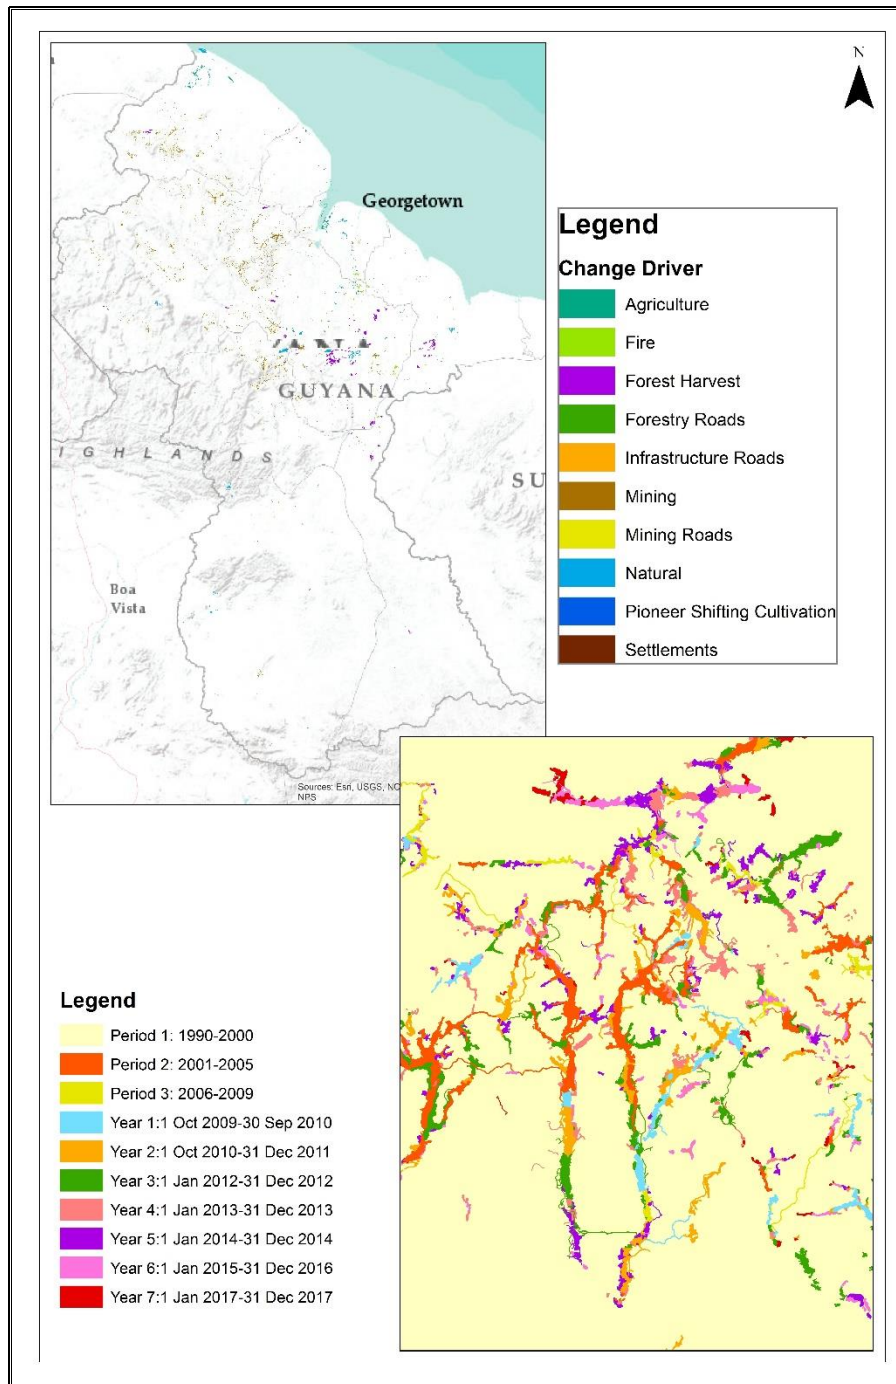 N
Georgetown
GUYANA
IGHLANDS
SU
Boa
Vista
Sources: Esri, USGS, NO
NPS
Legend
Change Driver
Agriculture
Fire
Forest Harvest
Forestry Roads
Infrastructure Roads
Mining
Mining Roads
Natural
Pioneer Shifting Cultivation
Settlements
Legend
Period 1: 1990-2000
Period 2: 2001-2005
Period 3: 2006-2009
Year 1:1 Oct 2009-30 Sep 2010
Year 2:1 Oct 2010-31 Dec 2011
Year 3:1 Jan 2012-31 Dec 2012
Year 4:1 Jan 2013-31 Dec 2013
Year 5:1 Jan 2014-31 Dec 2014
Year 6:1 Jan 2015-31 Dec 2016
Year 7:1 Jan 2017-31 Dec 2017